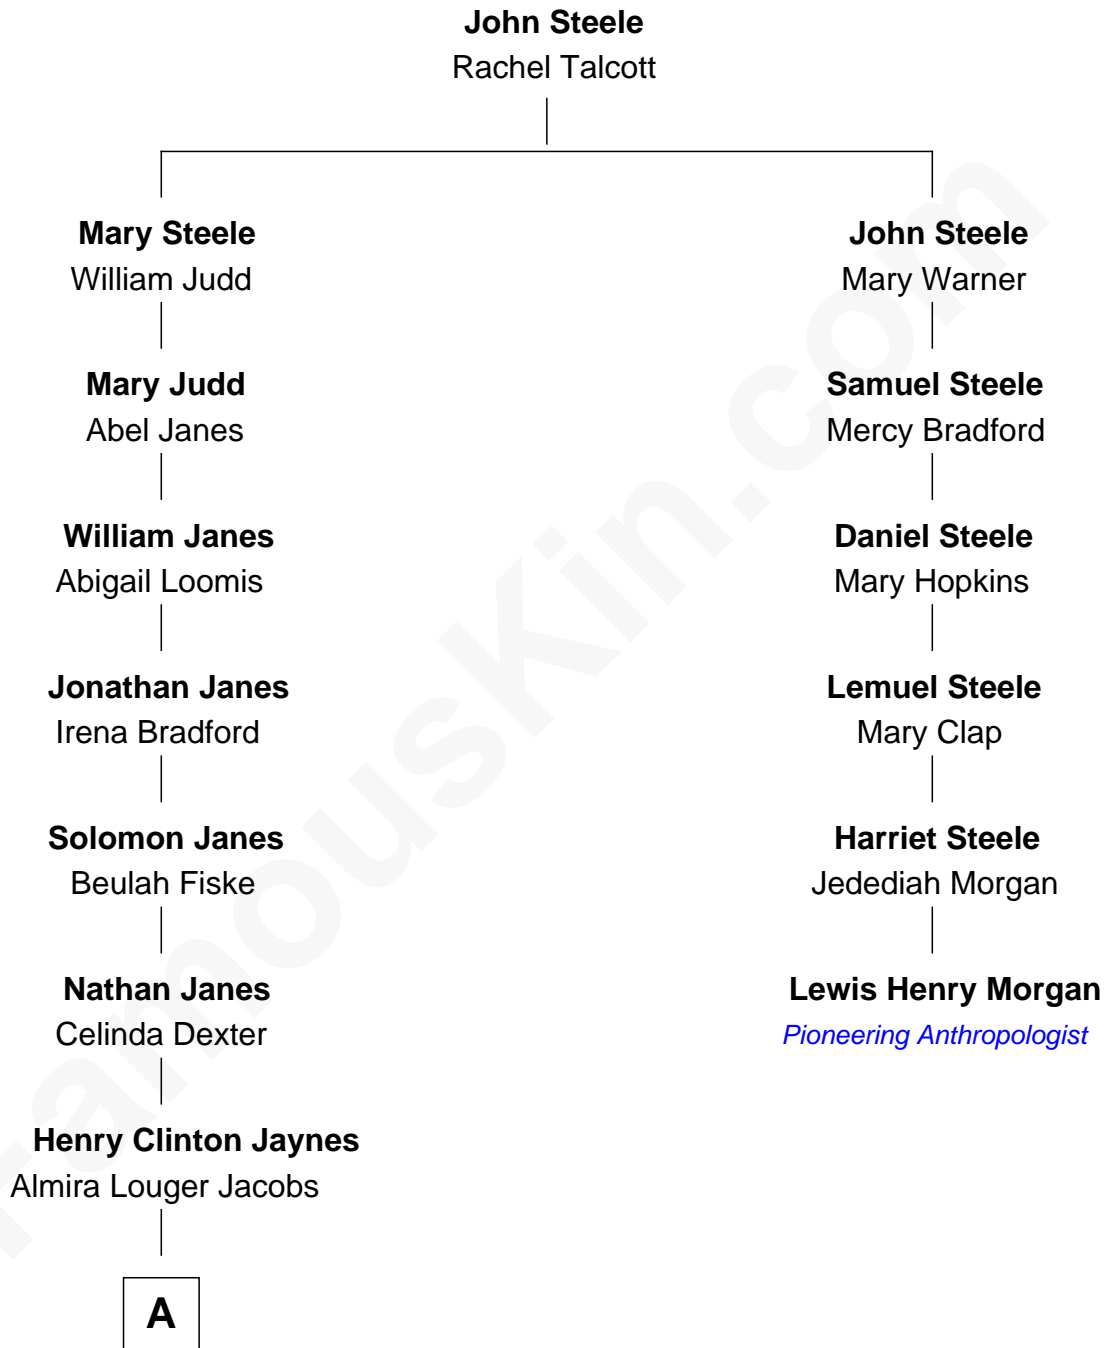 John Steele
Rachel Talcott
Mary Steele
William Judd
Mary Judd
Abel Janes
William Janes
Abigail Loomis
Jonathan Janes
Irena Bradford
Solomon Janes
Beulah Fiske
Nathan Janes
Celinda Dexter
Henry Clinton Jaynes
Almira Louger Jacobs
A
John Steele
Mary Warner
Samuel Steele
Mercy Bradford
Daniel Steele
Mary Hopkins
Lemuel Steele
Mary Clap
Harriet Steele
Jedediah Morgan
Lewis Henry Morgan
Pioneering Anthropologist
FamousKin.com